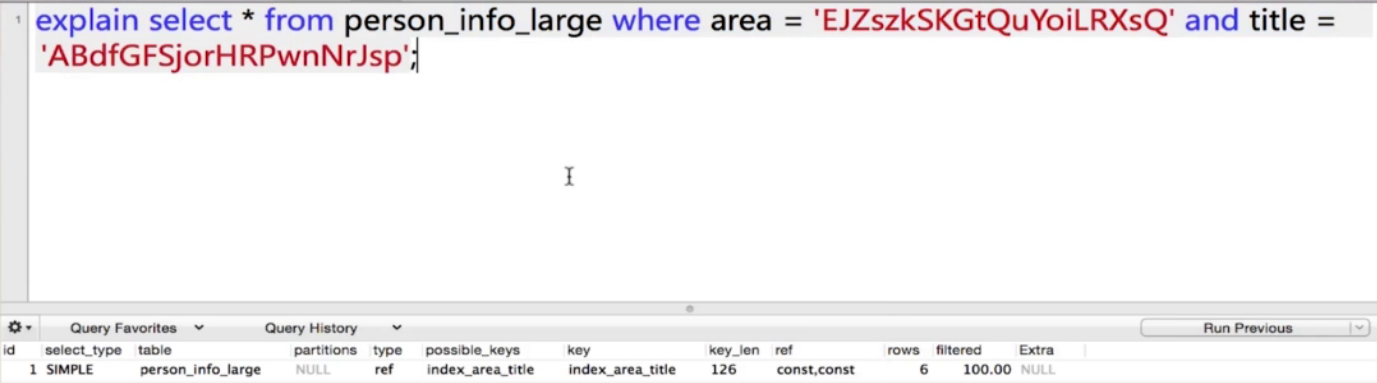 1 explain select * from person_info_large where area = 'EJZszkSKGtQuYoiLRXsQ' and title =
'ABdfGFSjorHRPwnNrJsp';
Query Favorites Query History Run Previous
id select_type table partitions type possible_keys key key_len ref rows filtered Extra
1 SIMPLE person_info_large NULL ref index_area_title index_area_title 126 const,const 6 100.00 NULL